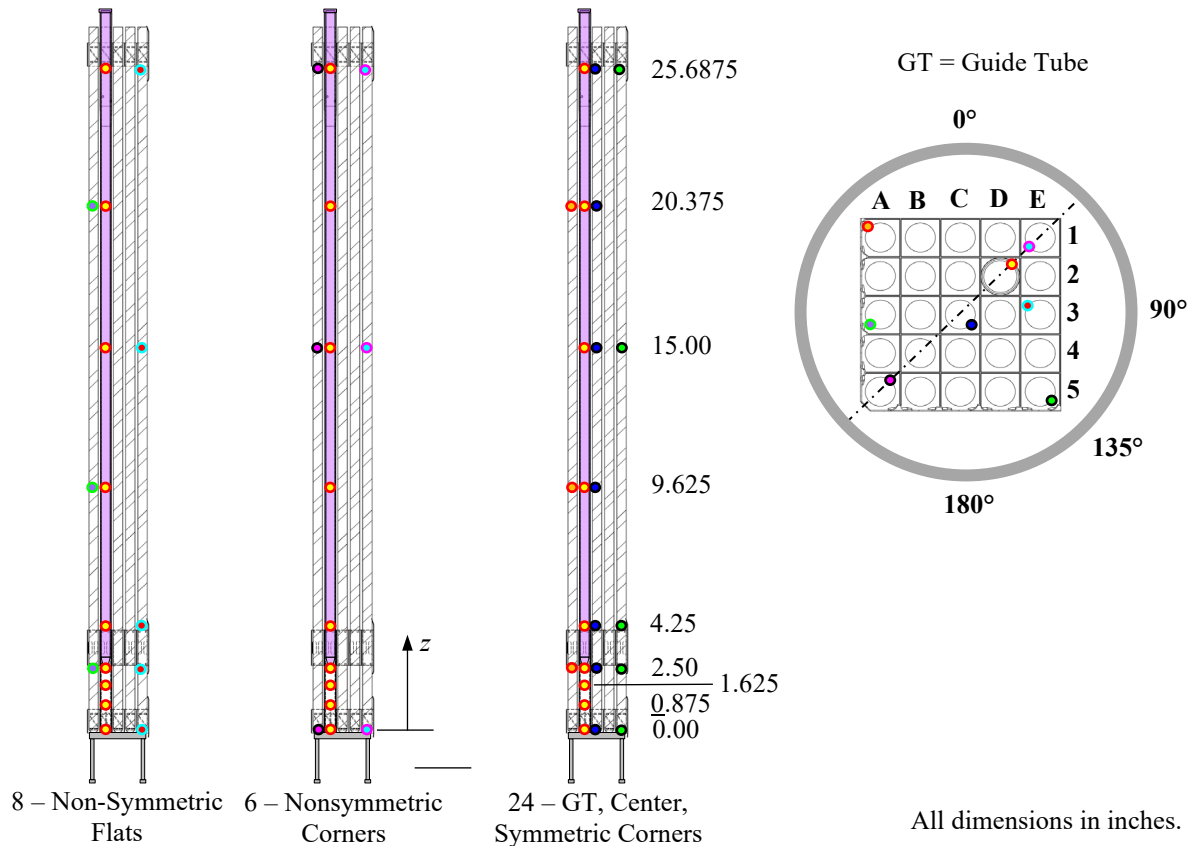 25.6875
20.375
15.00
9.625
4.25
2.50
1.625
0.875
0.00
z
8 – Non-Symmetric
Flats
6 – Nonsymmetric
Corners
24 – GT, Center,
Symmetric Corners
GT = Guide Tube
0°
A B C D E
1
2
3
4
5
90°
135°
180°
All dimensions in inches.